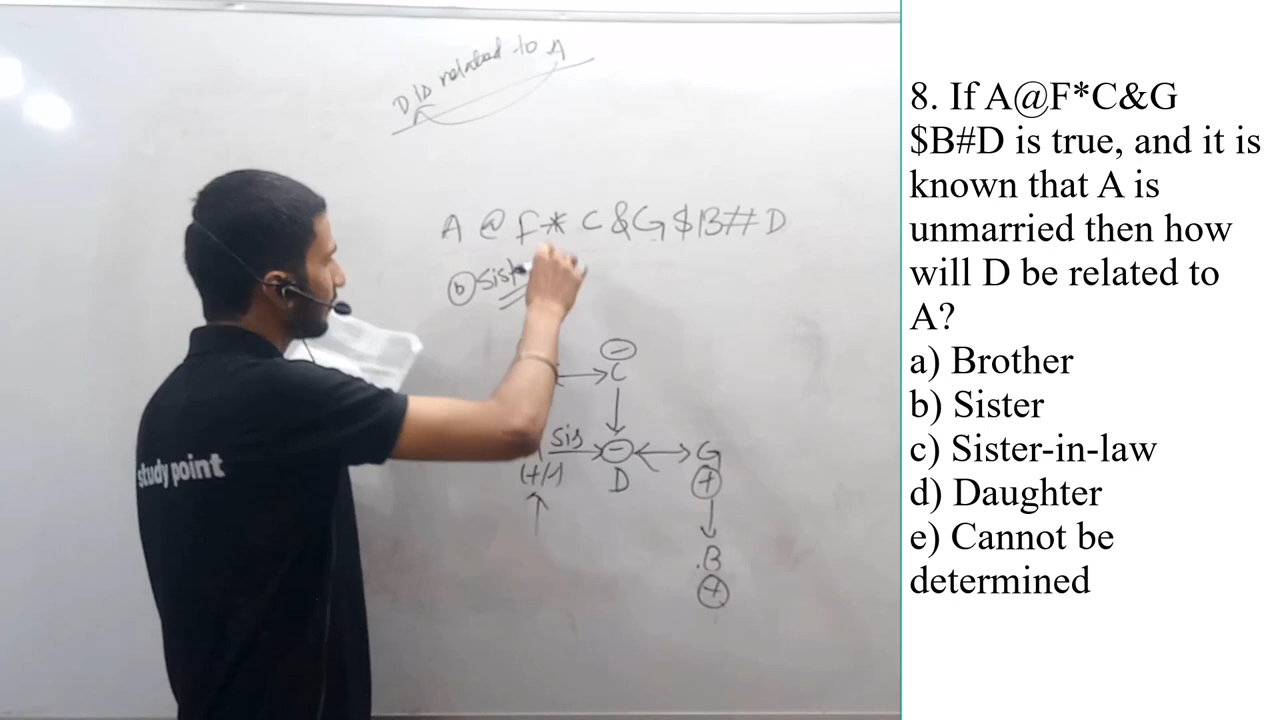 D is related to A
A @ F * C & G $ B # D
(b) Sist
-
C
sis
-
G
(+/-)
D
+
.B
+
study point
8. If A@F*C&G
$B#D is true, and it is
known that A is
unmarried then how
will D be related to
A?
a) Brother
b) Sister
c) Sister-in-law
d) Daughter
e) Cannot be
determined